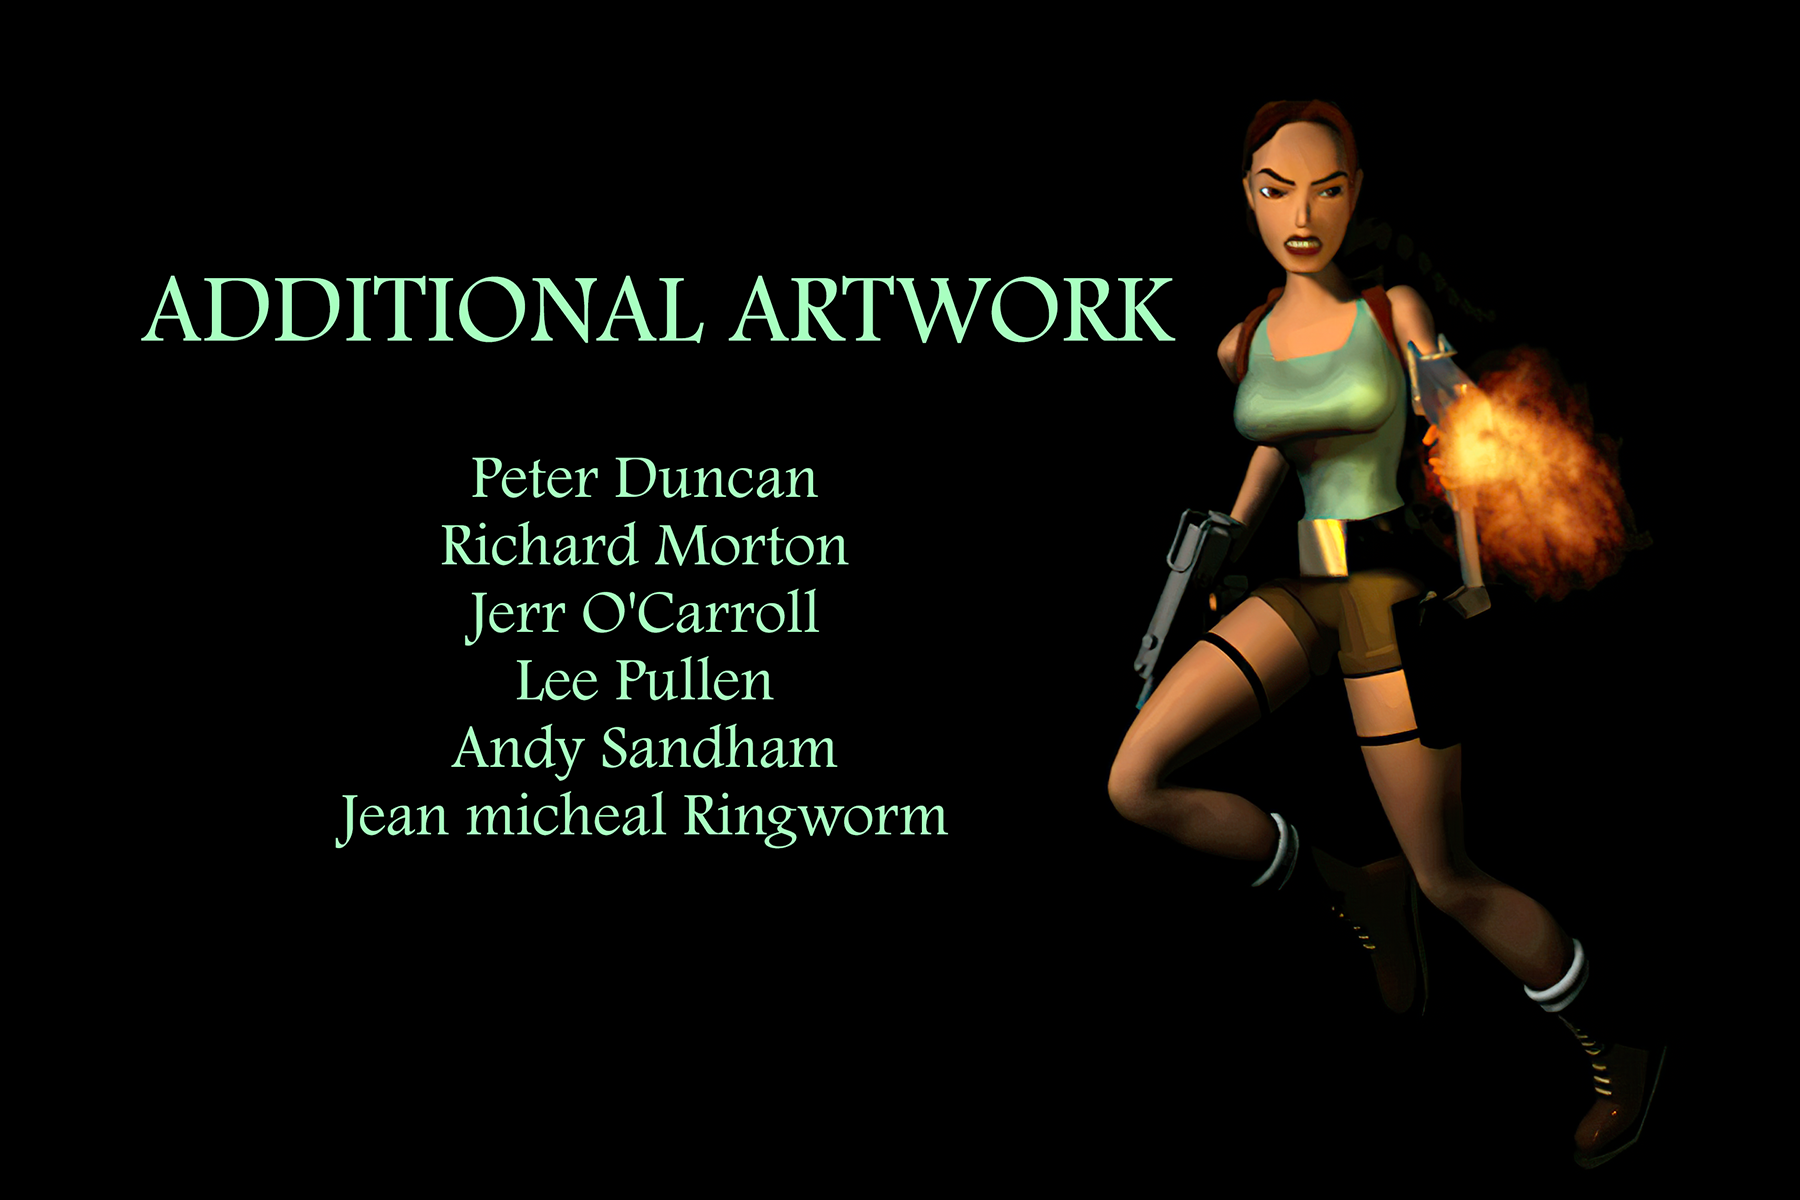 ADDITIONAL ARTWORK
Peter Duncan
Richard Morton
Jerr O'Carroll
Lee Pullen
Andy Sandham
Jean micheal Ringworm